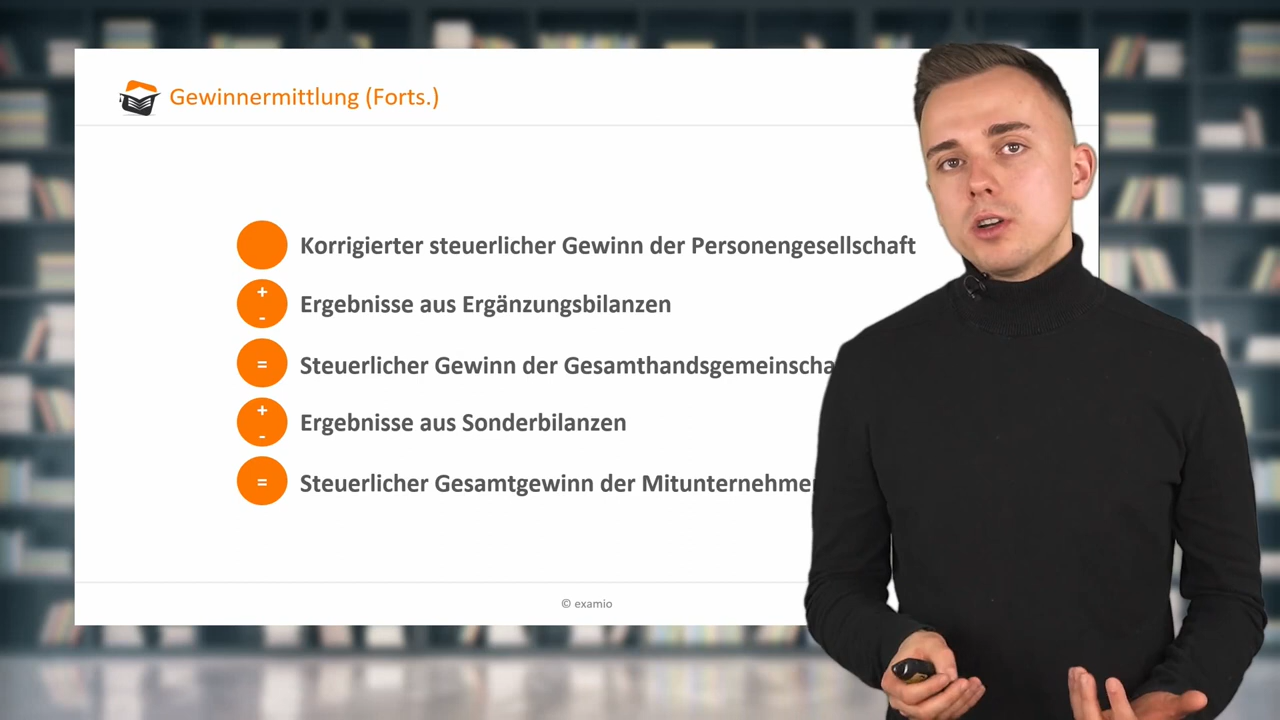 Gewinnermittlung (Forts.)
Korrigierter steuerlicher Gewinn der Personengesellschaft
+
-
Ergebnisse aus Ergänzungsbilanzen
=
Steuerlicher Gewinn der Gesamthandsgemeinscha
+
-
Ergebnisse aus Sonderbilanzen
=
Steuerlicher Gesamtgewinn der Mitunternehme
© examio